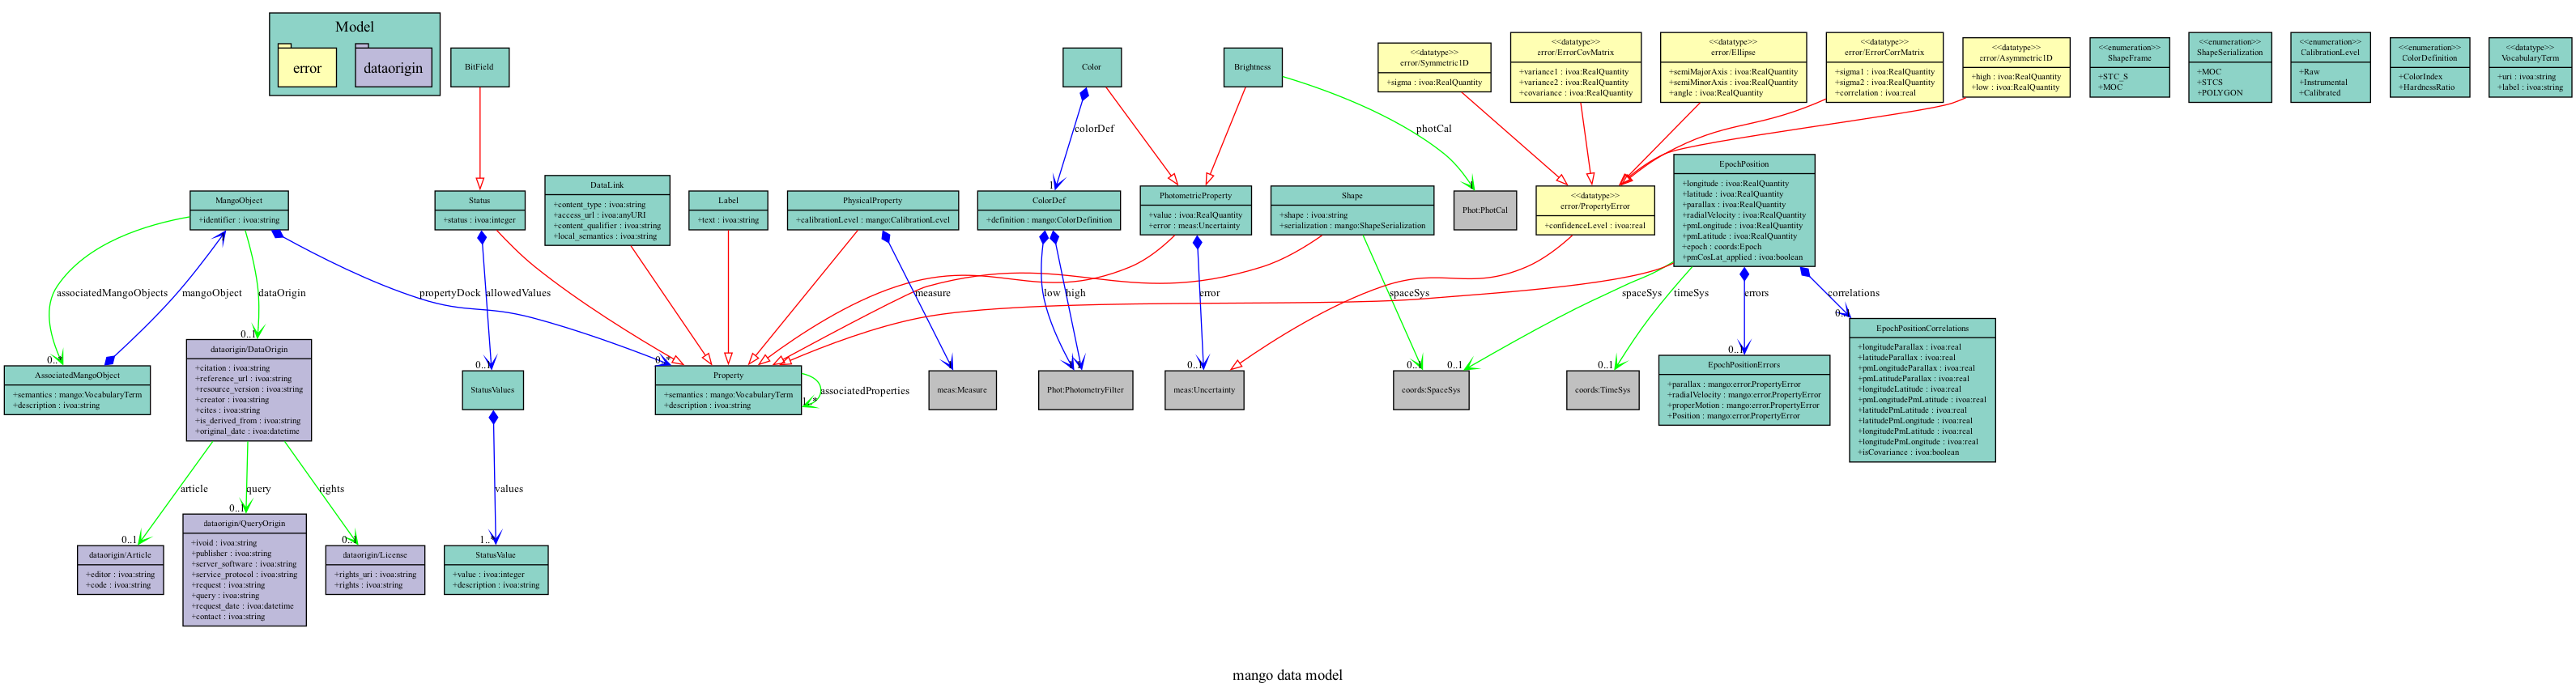 Model
error
dataorigin
BitField
Color
Brightness
<<datatype>>
error/Symmetric1D
+sigma : ivoa:RealQuantity
<<datatype>>
error/ErrorCovMatrix
+variance1 : ivoa:RealQuantity
+variance2 : ivoa:RealQuantity
+covariance : ivoa:RealQuantity
<<datatype>>
error/Ellipse
+semiMajorAxis : ivoa:RealQuantity
+semiMinorAxis : ivoa:RealQuantity
+angle : ivoa:RealQuantity
<<datatype>>
error/ErrorCorrMatrix
+sigma1 : ivoa:RealQuantity
+sigma2 : ivoa:RealQuantity
+correlation : ivoa:real
<<datatype>>
error/Asymmetric1D
+high : ivoa:RealQuantity
+low : ivoa:RealQuantity
<<enumeration>>
ShapeFrame
+STC_S
+MOC
<<enumeration>>
ShapeSerialization
+MOC
+STCS
+POLYGON
<<enumeration>>
CalibrationLevel
+Raw
+Instrumental
+Calibrated
<<enumeration>>
ColorDefinition
+ColorIndex
+HardnessRatio
<<datatype>>
VocabularyTerm
+uri : ivoa:string
+label : ivoa:string
colorDef
1
photCal
1
MangoObject
+identifier : ivoa:string
Status
+status : ivoa:integer
DataLink
+content_type : ivoa:string
+access_url : ivoa:anyURI
+content_qualifier : ivoa:string
+local_semantics : ivoa:string
Label
+text : ivoa:string
PhysicalProperty
+calibrationLevel : mango:CalibrationLevel
ColorDef
+definition : mango:ColorDefinition
PhotometricProperty
+value : ivoa:RealQuantity
+error : meas:Uncertainty
Shape
+shape : ivoa:string
+serialization : mango:ShapeSerialization
Phot:PhotCal
<<datatype>>
error/PropertyError
+confidenceLevel : ivoa:real
EpochPosition
+longitude : ivoa:RealQuantity
+latitude : ivoa:RealQuantity
+parallax : ivoa:RealQuantity
+radialVelocity : ivoa:RealQuantity
+pmLongitude : ivoa:RealQuantity
+pmLatitude : ivoa:RealQuantity
+epoch : coords:Epoch
+pmCosLat_applied : ivoa:boolean
associatedMangoObjects
0..*
mangoObject
dataOrigin
0..1
propertyDock
0..*
allowedValues
0..1
measure
low
high
1
error
0..1
spaceSys
0..1
spaceSys
0..1
timeSys
0..1
errors
0..1
correlations
0..1
AssociatedMangoObject
+semantics : mango:VocabularyTerm
+description : ivoa:string
dataorigin/DataOrigin
+citation : ivoa:string
+reference_url : ivoa:string
+resource_version : ivoa:string
+creator : ivoa:string
+cites : ivoa:string
+is_derived_from : ivoa:string
+original_date : ivoa:datetime
StatusValues
Property
+semantics : mango:VocabularyTerm
+description : ivoa:string
associatedProperties
1..*
meas:Measure
Phot:PhotometryFilter
meas:Uncertainty
coords:SpaceSys
coords:TimeSys
EpochPositionErrors
+parallax : mango:error.PropertyError
+radialVelocity : mango:error.PropertyError
+properMotion : mango:error.PropertyError
+Position : mango:error.PropertyError
EpochPositionCorrelations
+longitudeParallax : ivoa:real
+latitudeParallax : ivoa:real
+pmLongitudeParallax : ivoa:real
+pmLatitudeParallax : ivoa:real
+longitudeLatitude : ivoa:real
+pmLongitudePmLatitude : ivoa:real
+latitudePmLatitude : ivoa:real
+latitudePmLongitude : ivoa:real
+longitudePmLatitude : ivoa:real
+longitudePmLongitude : ivoa:real
+isCovariance : ivoa:boolean
article
0..1
query
0..1
rights
0..1
values
1..*
dataorigin/Article
+editor : ivoa:string
+code : ivoa:string
dataorigin/QueryOrigin
+ivoid : ivoa:string
+publisher : ivoa:string
+server_software : ivoa:string
+service_protocol : ivoa:string
+request : ivoa:string
+query : ivoa:string
+request_date : ivoa:datetime
+contact : ivoa:string
dataorigin/License
+rights_uri : ivoa:string
+rights : ivoa:string
StatusValue
+value : ivoa:integer
+description : ivoa:string
mango data model